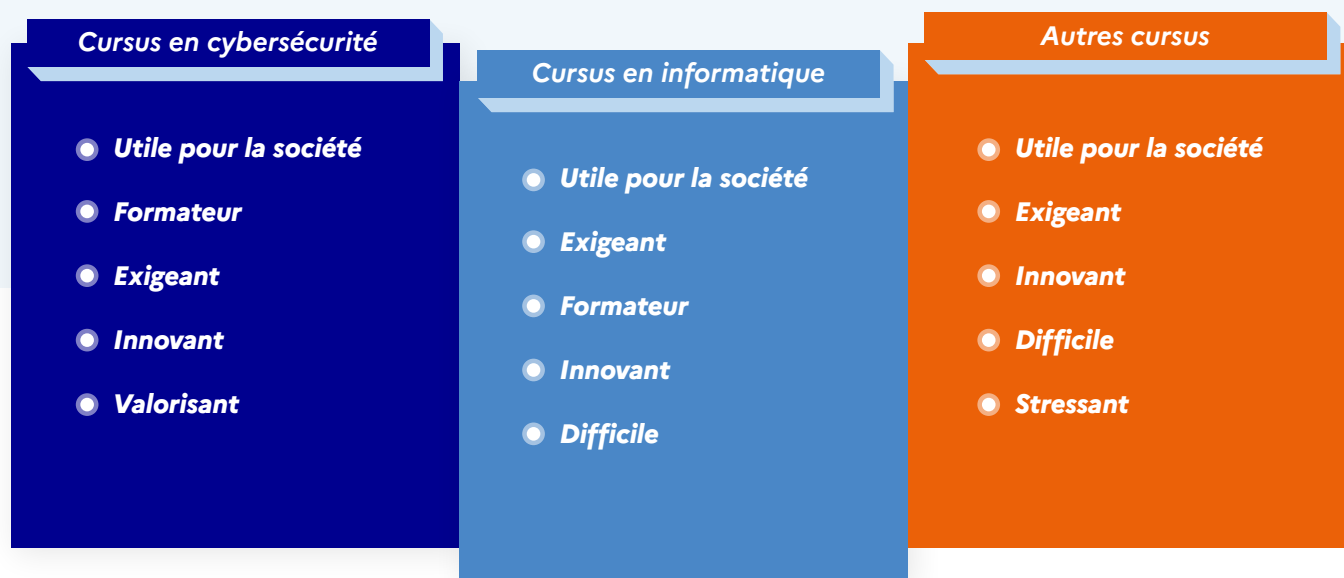 Cursus en cybersécurité
Utile pour la société
Formateur
Exigeant
Innovant
Valorisant
Cursus en informatique
Utile pour la société
Exigeant
Formateur
Innovant
Difficile
Autres cursus
Utile pour la société
Exigeant
Innovant
Difficile
Stressant